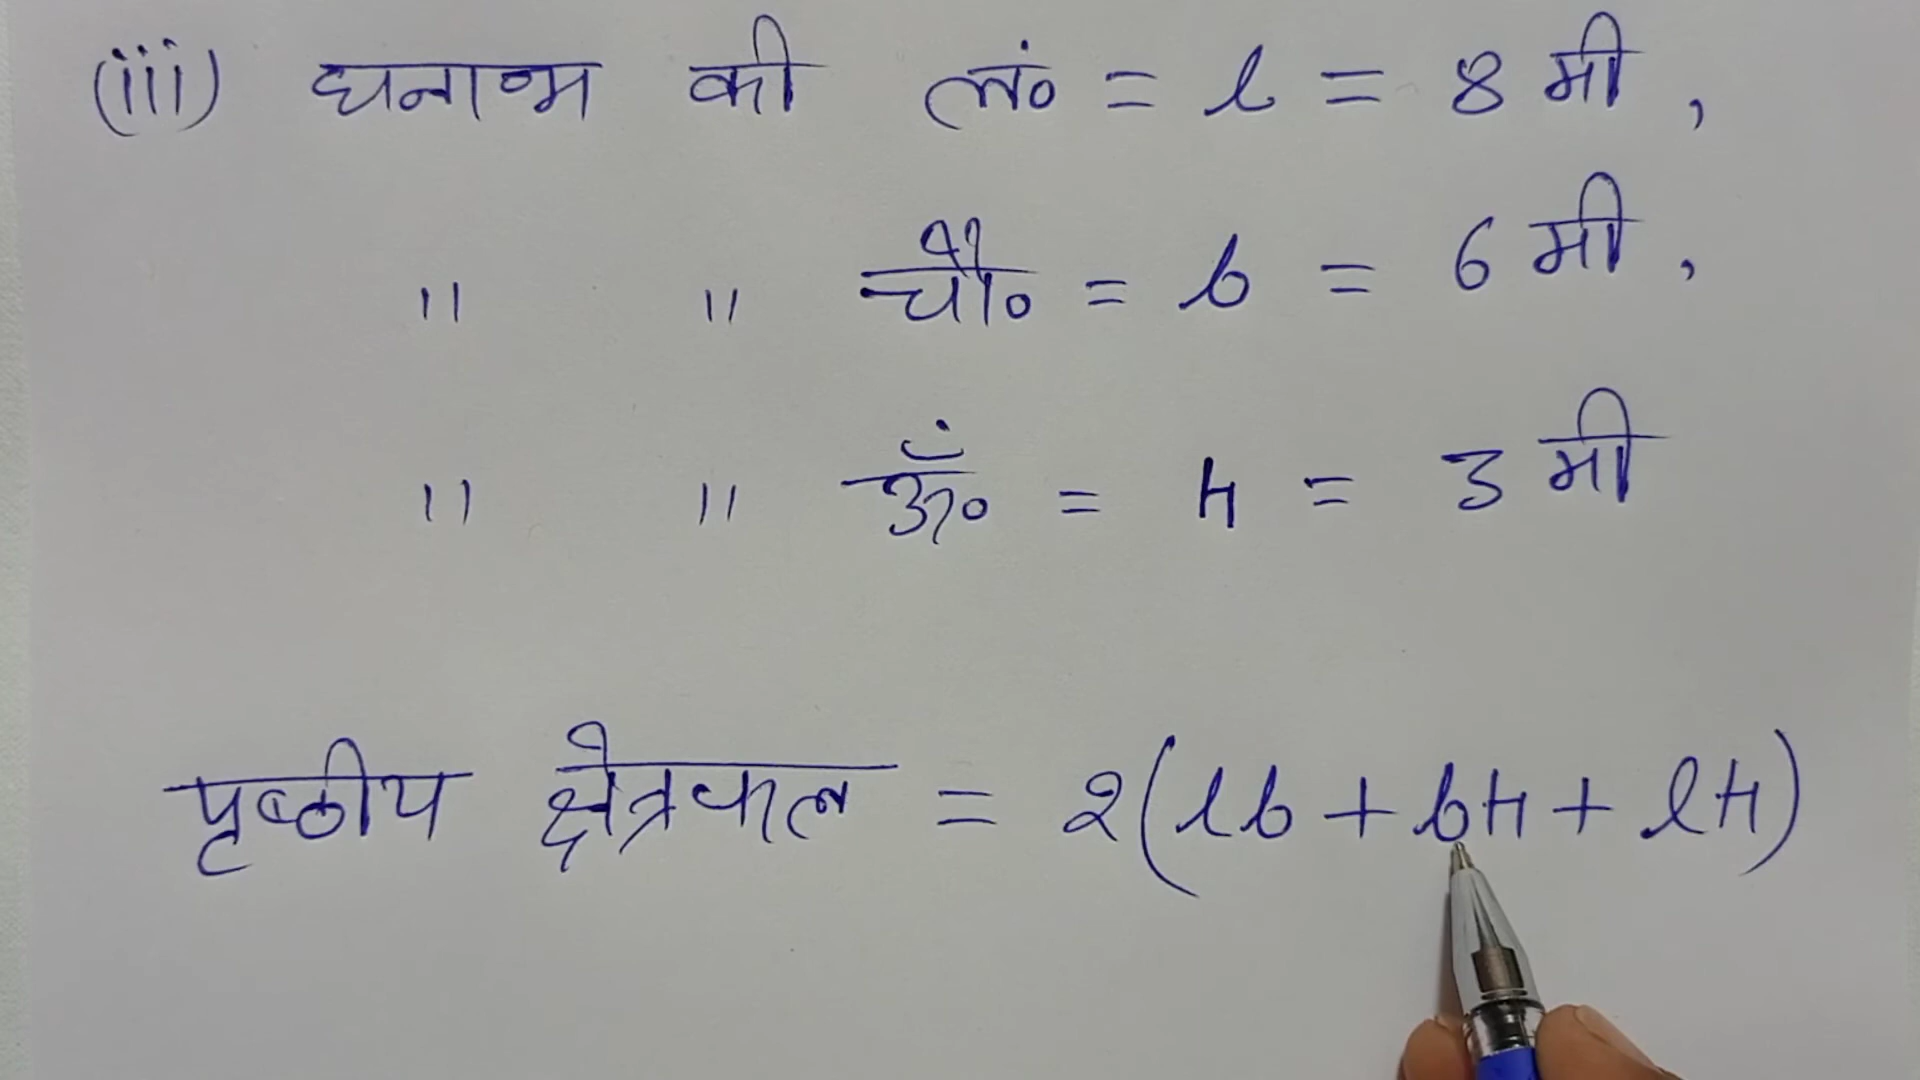 (iii) घनाभ की लं० = l = 8 मी ,
" " चौ० = b = 6 मी ,
" " ऊँ० = h = 3 मी
पृष्ठीय क्षेत्रफल = 2(lb + bh + lh)